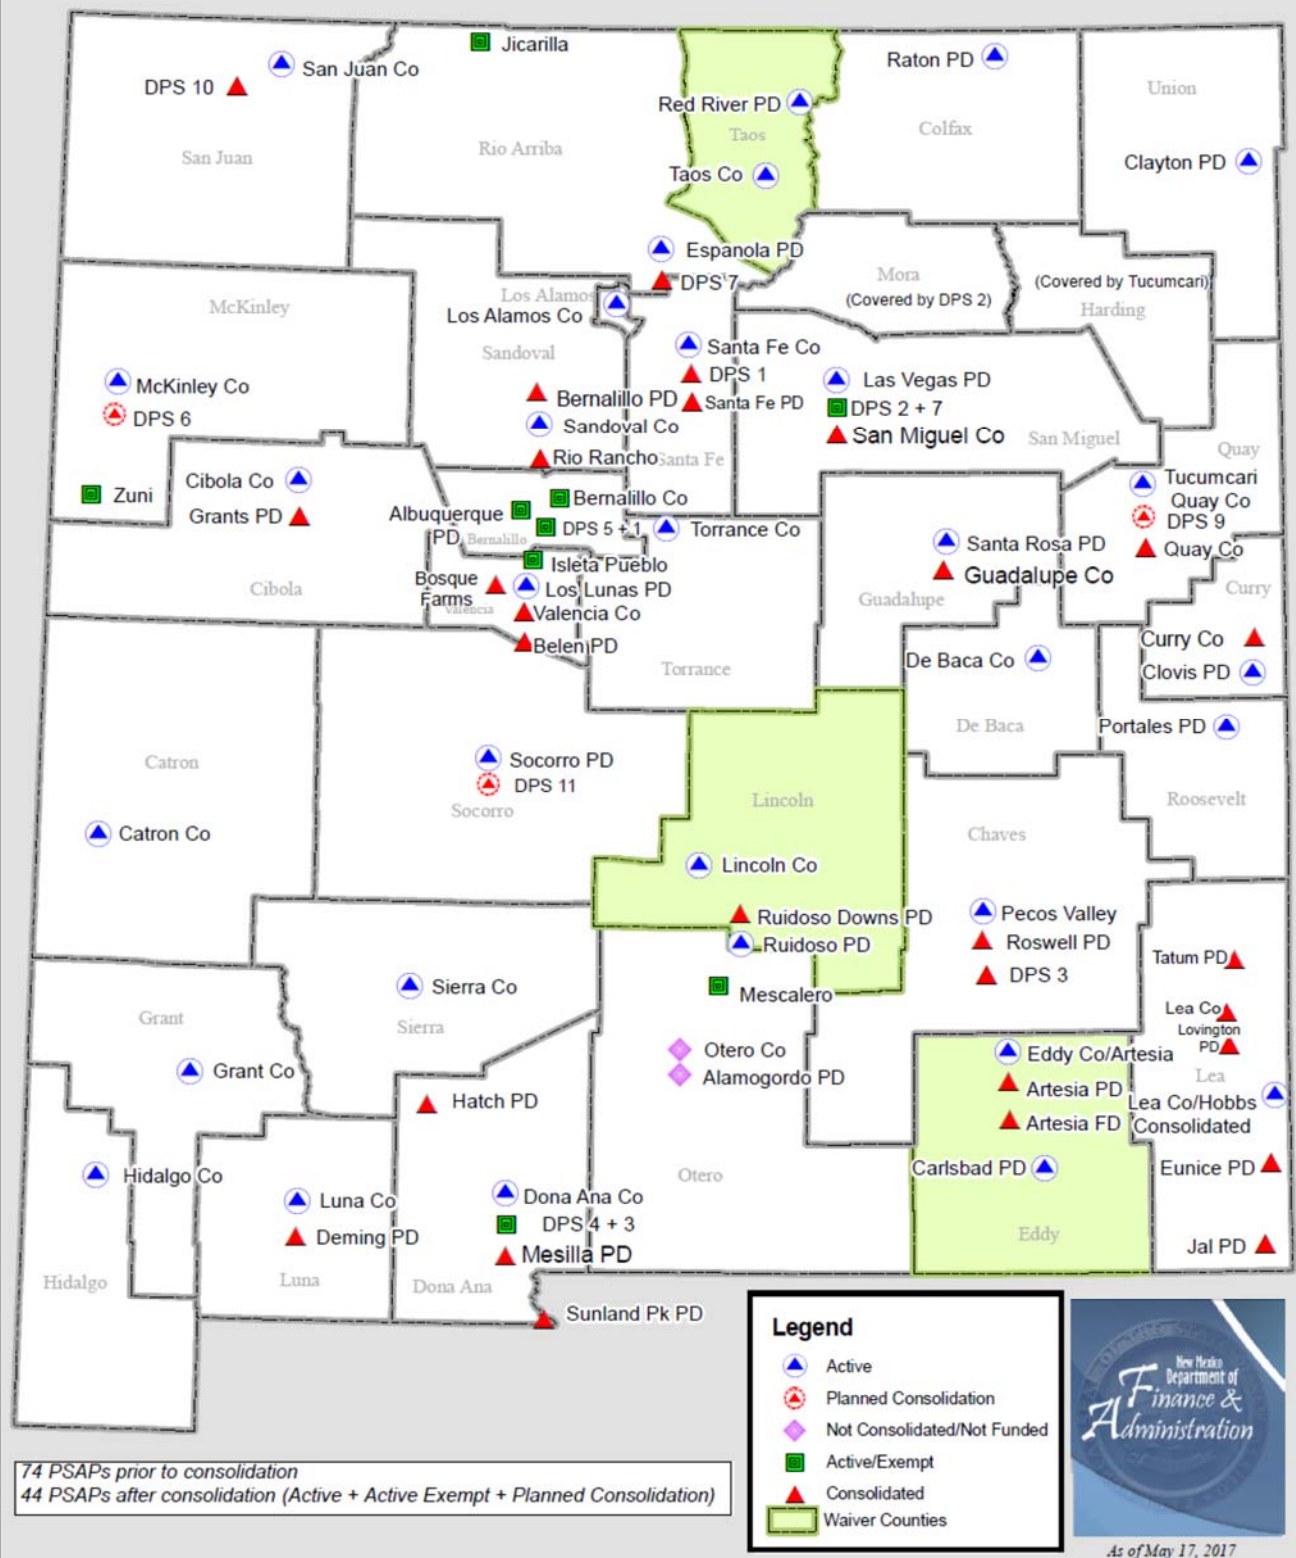 Jicarilla
San Juan Co
DPS 10
San Juan
Rio Arriba
Red River PD
Taos
Taos Co
Raton PD
Colfax
Union
Clayton PD
Espanola PD
DPS 7
Mora
(Covered by DPS 2)
(Covered by Tucumcari)
Harding
McKinley
Los Alamos
Los Alamos Co
Sandoval
Santa Fe Co
DPS 1
Santa Fe PD
Las Vegas PD
DPS 2 + 7
San Miguel Co
San Miguel
McKinley Co
DPS 6
Bernalillo PD
Sandoval Co
Rio Rancho
Santa Fe
Quay
Zuni
Cibola Co
Grants PD
Cibola
Bernalillo Co
Albuquerque
PD
Bernalillo
DPS 5 + 1
Isleta Pueblo
Torrance Co
Tucumcari
Quay Co
DPS 9
Quay Co
Santa Rosa PD
Guadalupe Co
Guadalupe
Curry
Bosque
Farms
Los Lunas PD
Valencia
Valencia Co
Belen PD
Torrance
De Baca Co
De Baca
Curry Co
Clovis PD
Portales PD
Roosevelt
Catron
Catron Co
Socorro PD
DPS 11
Socorro
Lincoln
Lincoln Co
Ruidoso Downs PD
Ruidoso PD
Chaves
Pecos Valley
Roswell PD
DPS 3
Tatum PD
Lea Co
Lovington
PD
Lea
Lea Co/Hobbs
Consolidated
Eunice PD
Jal PD
Sierra Co
Sierra
Mescalero
Otero Co
Alamogordo PD
Otero
Eddy Co/Artesia
Artesia PD
Artesia FD
Carlsbad PD
Eddy
Grant
Grant Co
Hatch PD
Hidalgo Co
Hidalgo
Luna Co
Deming PD
Luna
Dona Ana Co
DPS 4 + 3
Mesilla PD
Dona Ana
Sunland Pk PD
Legend
Active
Planned Consolidation
Not Consolidated/Not Funded
Active/Exempt
Consolidated
Waiver Counties
New Mexico
Department of
Finance &
Administration
74 PSAPs prior to consolidation
44 PSAPs after consolidation (Active + Active Exempt + Planned Consolidation)
As of May 17, 2017